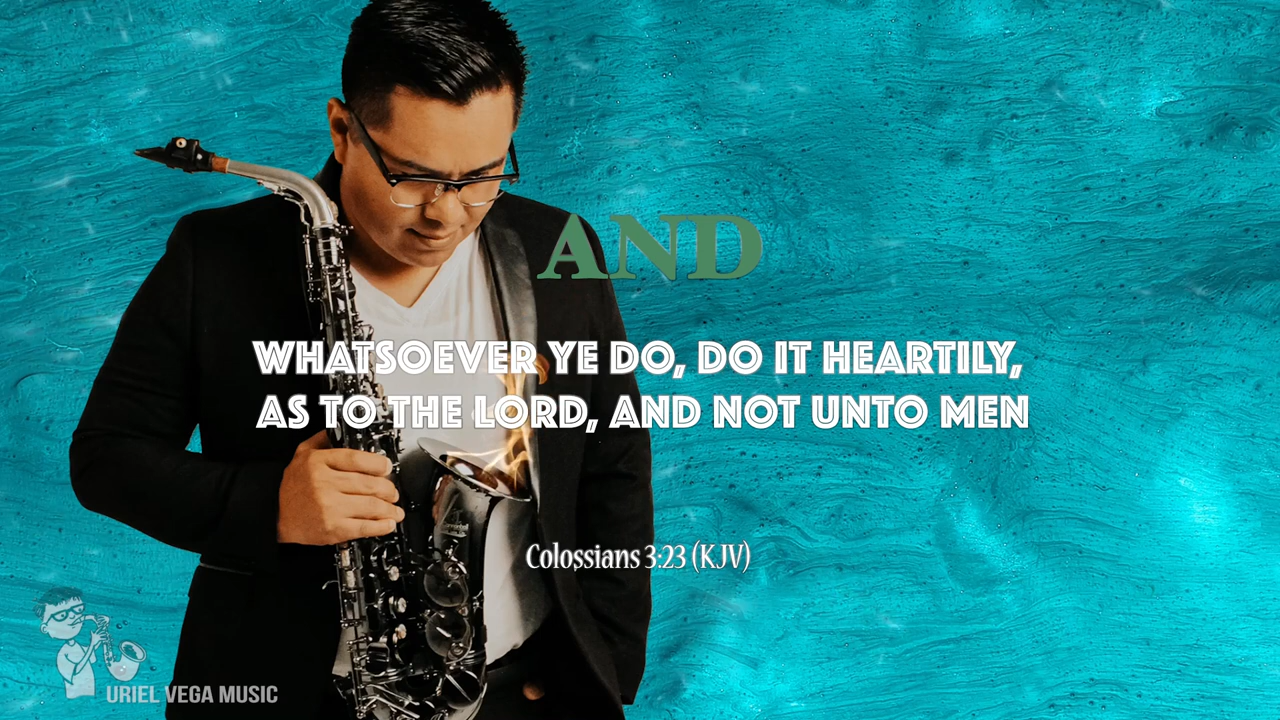 AND
WHATSOEVER YE DO, DO IT HEARTILY,
AS TO THE LORD, AND NOT UNTO MEN
Colossians 3:23 (KJV)
URIEL VEGA MUSIC